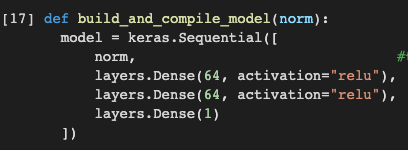 [17] def build_and_compile_model(norm):
model = keras.Sequential([
norm, #
layers.Dense(64, activation="relu"),
layers.Dense(64, activation="relu"),
layers.Dense(1)
])